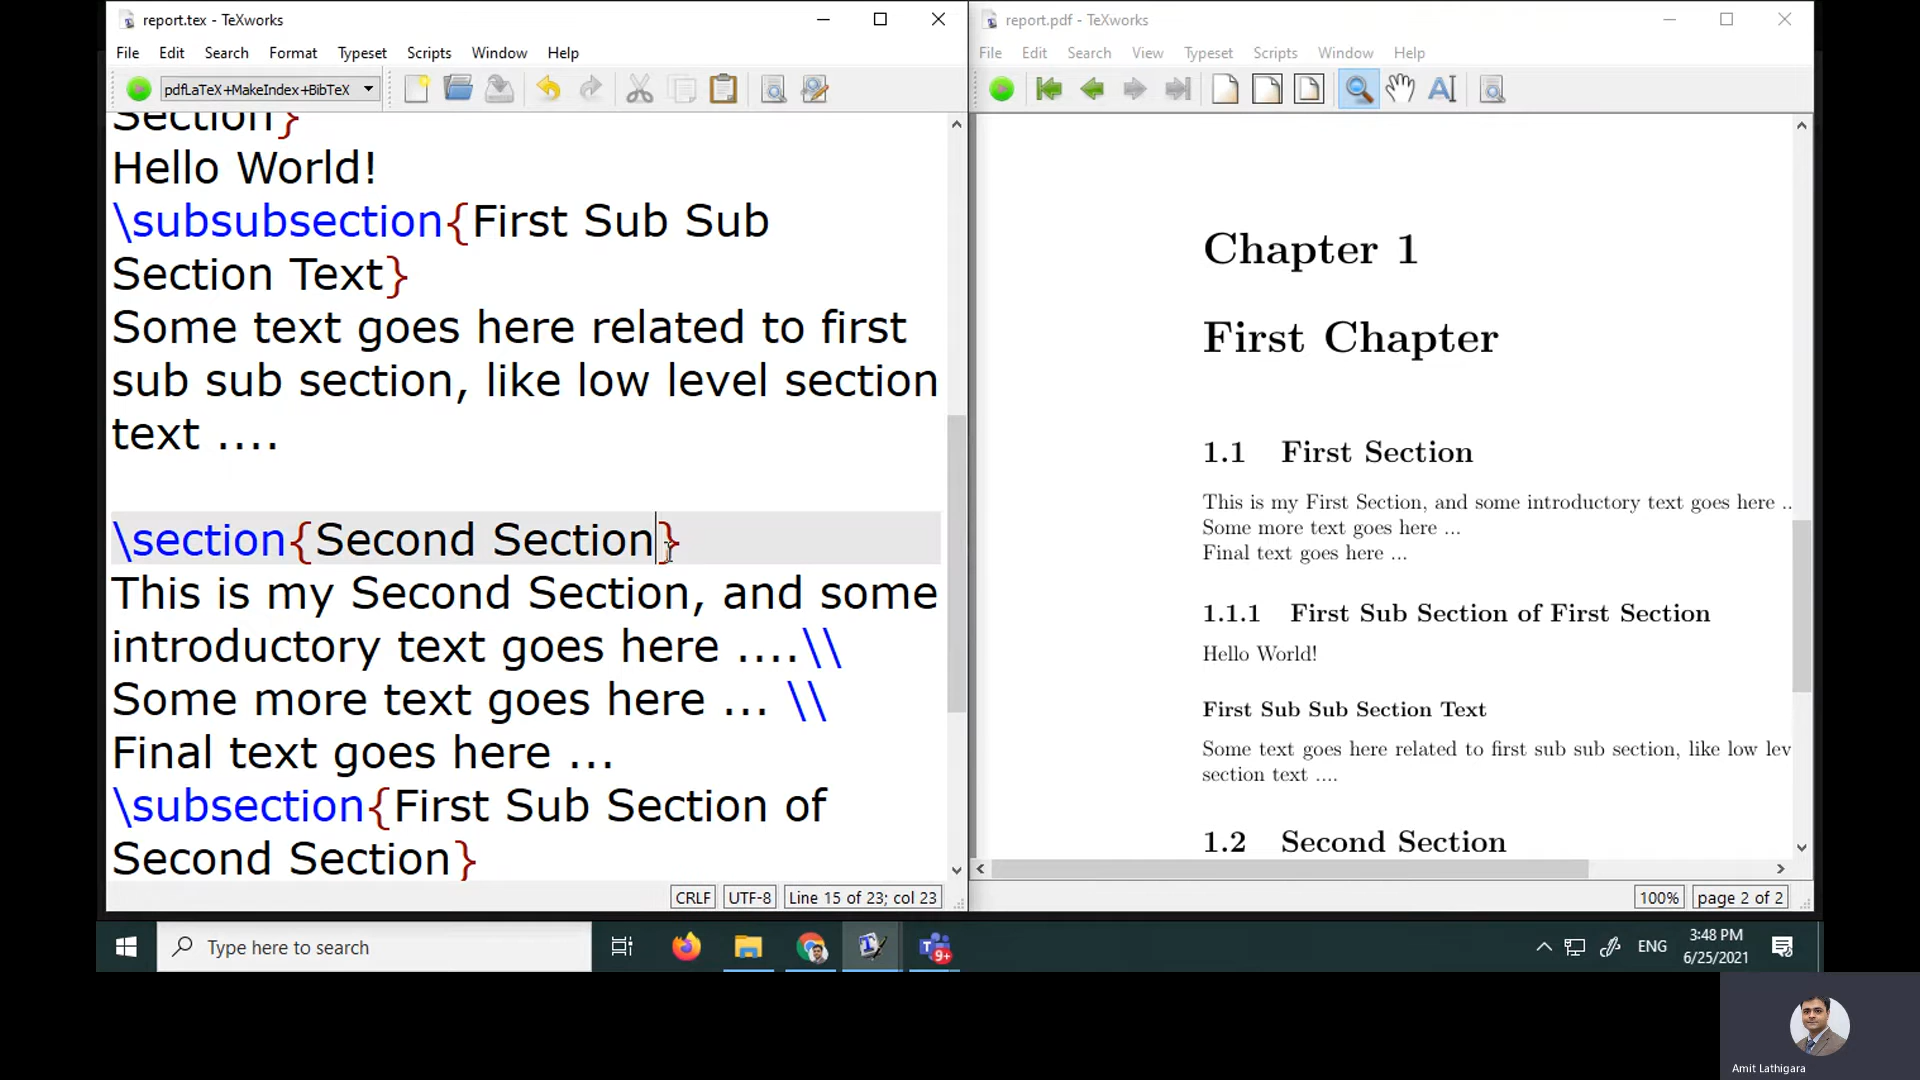 report.tex - TeXworks
File Edit Search Format Typeset Scripts Window Help
pdfLaTeX+MakeIndex+BibTeX
Section}
Hello World!
\subsubsection{First Sub Sub
Section Text}
Some text goes here related to first
sub sub section, like low level section
text ....
\section{Second Section}
This is my Second Section, and some
introductory text goes here ....\\
Some more text goes here ... \\
Final text goes here ...
\subsection{First Sub Section of
Second Section}
CRLF UTF-8 Line 15 of 23; col 23
report.pdf - TeXworks
File Edit Search View Typeset Scripts Window Help
Chapter 1
First Chapter
1.1 First Section
This is my First Section, and some introductory text goes here ..
Some more text goes here ...
Final text goes here ...
1.1.1 First Sub Section of First Section
Hello World!
First Sub Sub Section Text
Some text goes here related to first sub sub section, like low lev
section text ....
1.2 Second Section
100% page 2 of 2
Type here to search
9+
ENG
3:48 PM
6/25/2021
Amit Lathigara